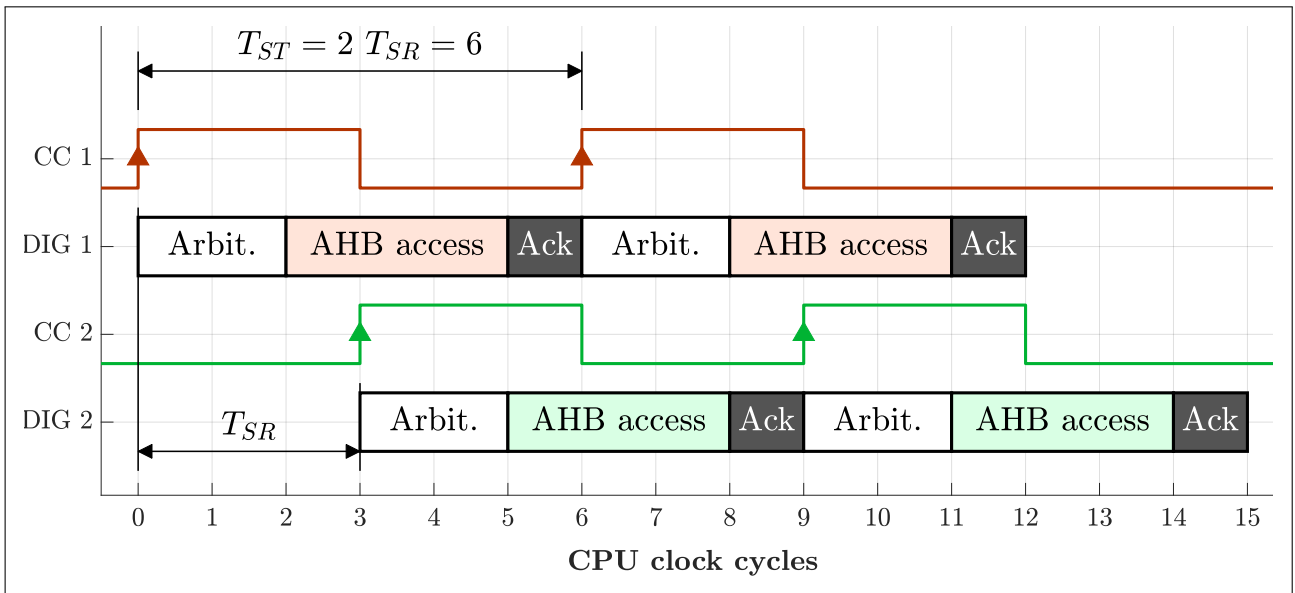 T_ST = 2 T_SR = 6
CC 1
DIG 1
Arbit. AHB access Ack Arbit. AHB access Ack
CC 2
DIG 2
Arbit. AHB access Ack Arbit. AHB access Ack
T_SR
0 1 2 3 4 5 6 7 8 9 10 11 12 13 14 15
CPU clock cycles